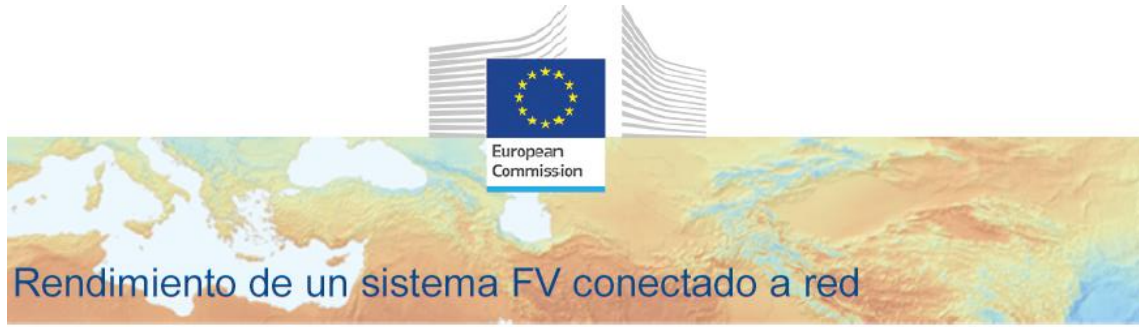 European
Commission
Rendimiento de un sistema FV conectado a red